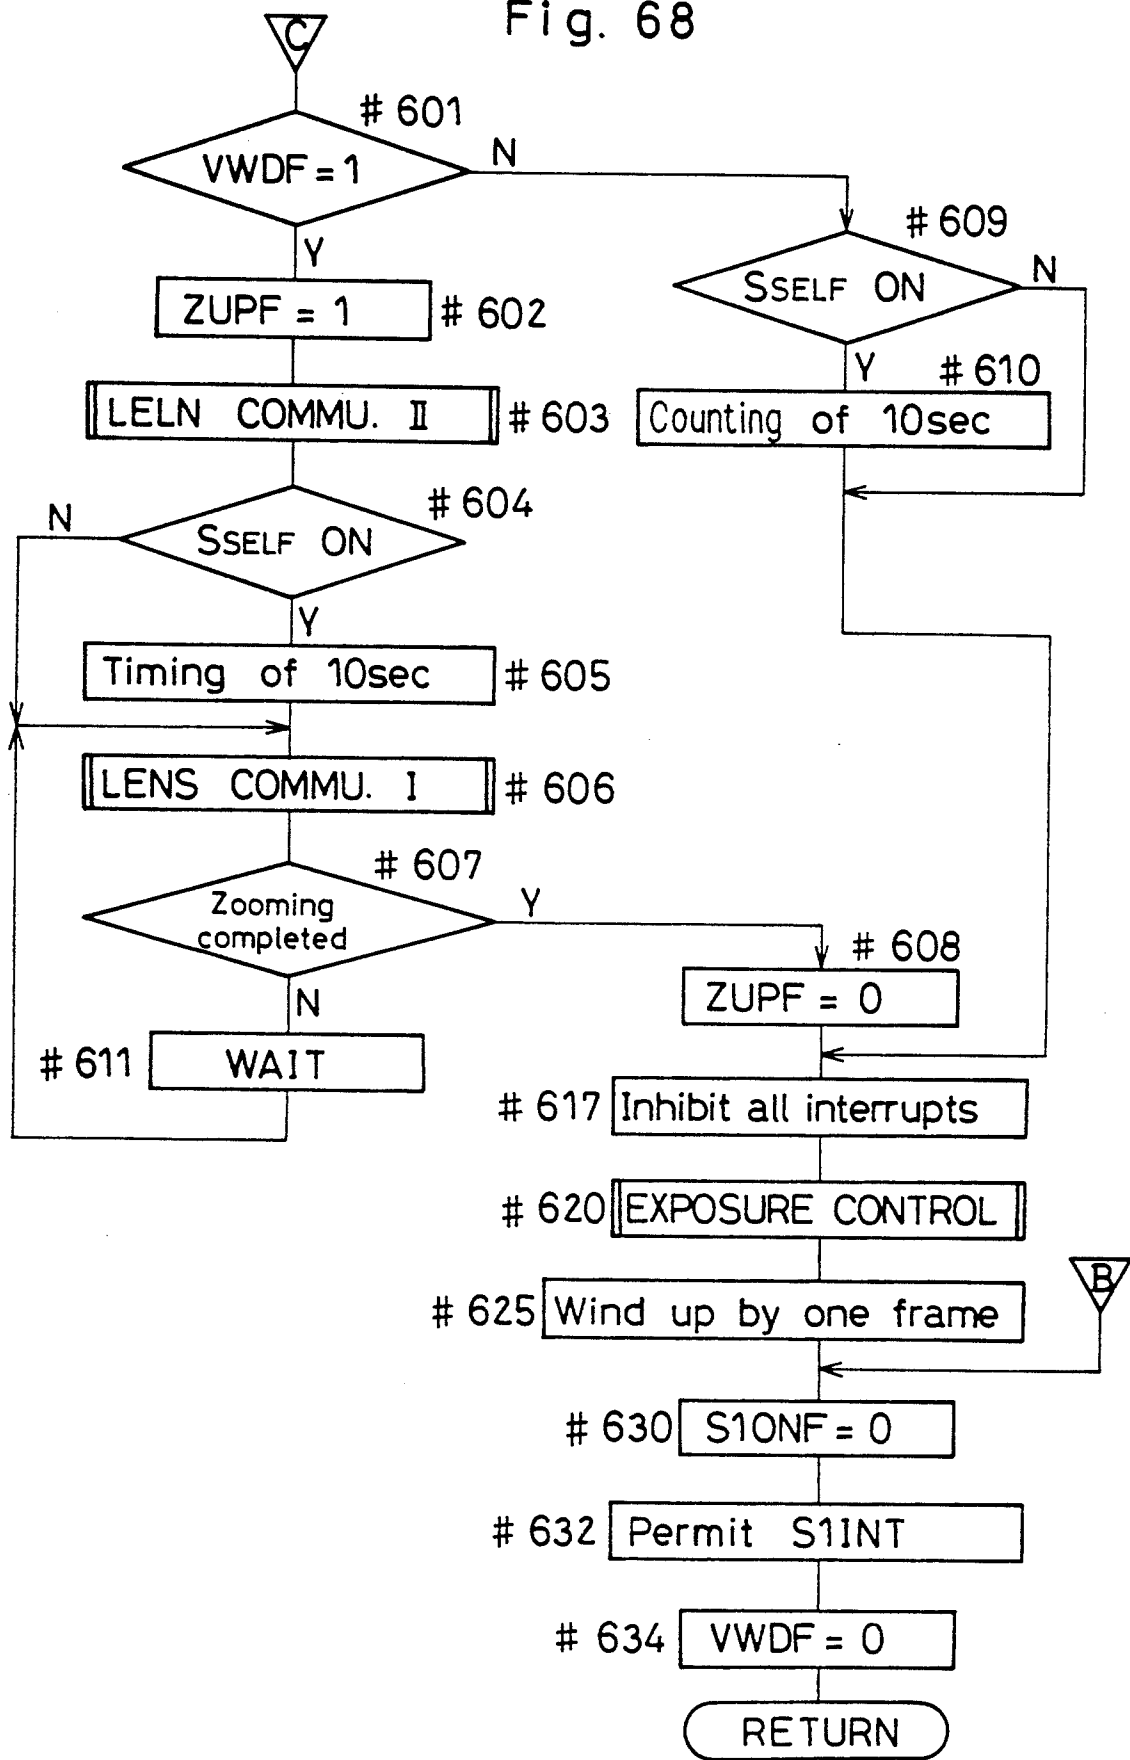 Fig. 68
C
# 601
VWDF = 1
N
Y
# 609
SSELF ON
N
Y
ZUPF = 1
# 602
# 610
Counting of 10sec
LELN COMMU. II
# 603
# 604
SSELF ON
N
Y
Timing of 10sec
# 605
LENS COMMU. I
# 606
# 607
Zooming
completed
Y
N
# 608
ZUPF = 0
# 611
WAIT
# 617
Inhibit all interrupts
# 620
EXPOSURE CONTROL
B
# 625
Wind up by one frame
# 630
S1ONF = 0
# 632
Permit S1INT
# 634
VWDF = 0
RETURN